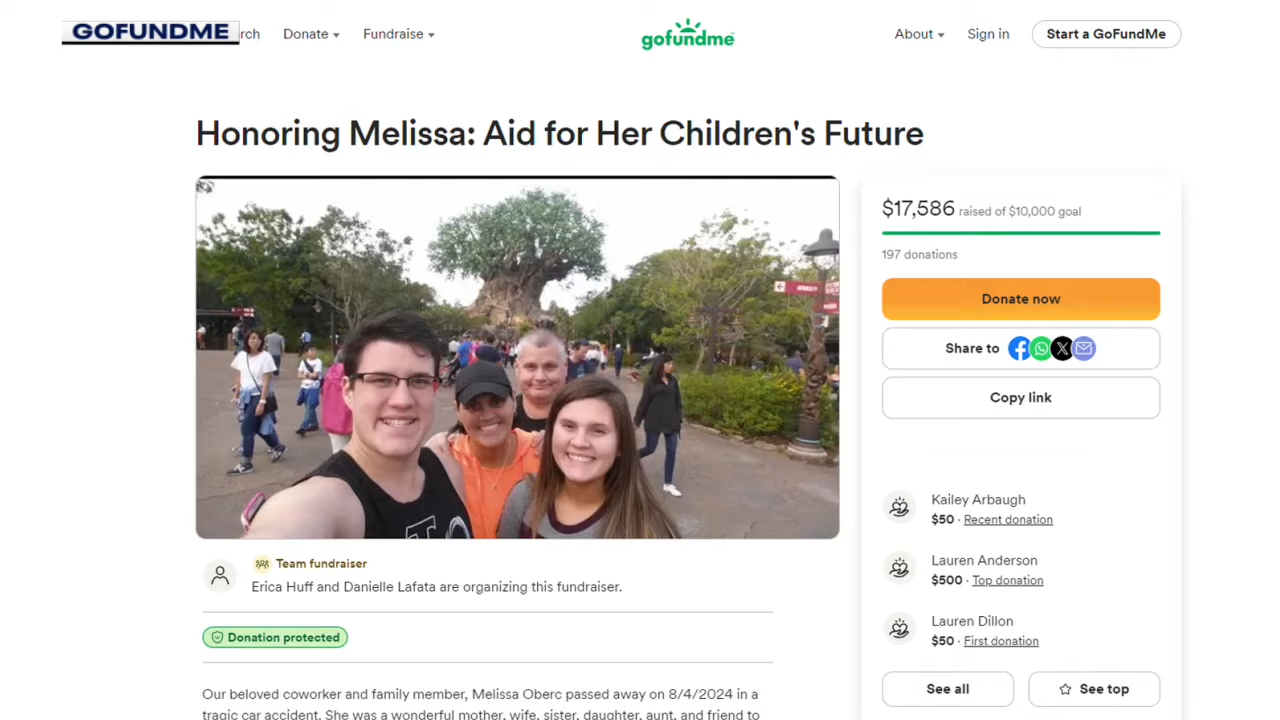 GOFUNDME
rch
Donate
Fundraise
gofundme
About
Sign in
Start a GoFundMe
Honoring Melissa: Aid for Her Children's Future
$17,586 raised of $10,000 goal
197 donations
Donate now
Share to
Copy link
Kailey Arbaugh
$50 · Recent donation
Lauren Anderson
$500 · Top donation
Lauren Dillon
$50 · First donation
See all
See top
Team fundraiser
Erica Huff and Danielle Lafata are organizing this fundraiser.
Donation protected
Our beloved coworker and family member, Melissa Oberc passed away on 8/4/2024 in a
tragic car accident. She was a wonderful mother, wife, sister, daughter, aunt, and friend to